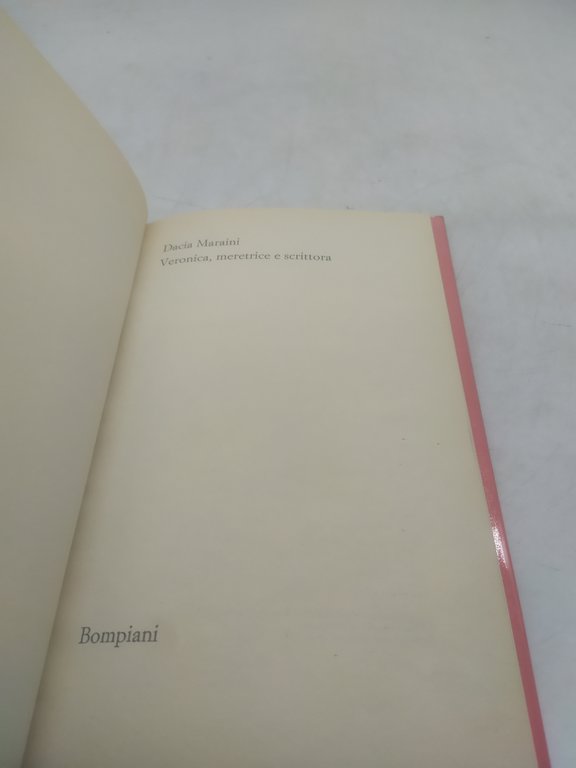 Dacia Maraini
Veronica, meretrice e scrittora
Bompiani